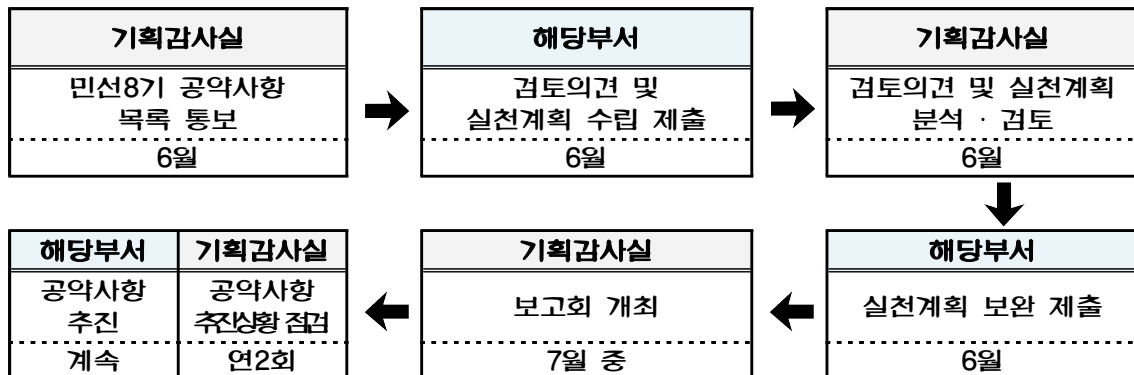 기획감사실
민선8기 공약사항
목록 통보
6월
해당부서
검토의견 및
실천계획 수립 제출
6월
기획감사실
검토의견 및 실천계획
분석 · 검토
6월
해당부서
실천계획 보완 제출
6월
기획감사실
보고회 개최
7월 중
해당부서
공약사항
추진
계속
기획감사실
공약사항
추진상황 점검
연2회